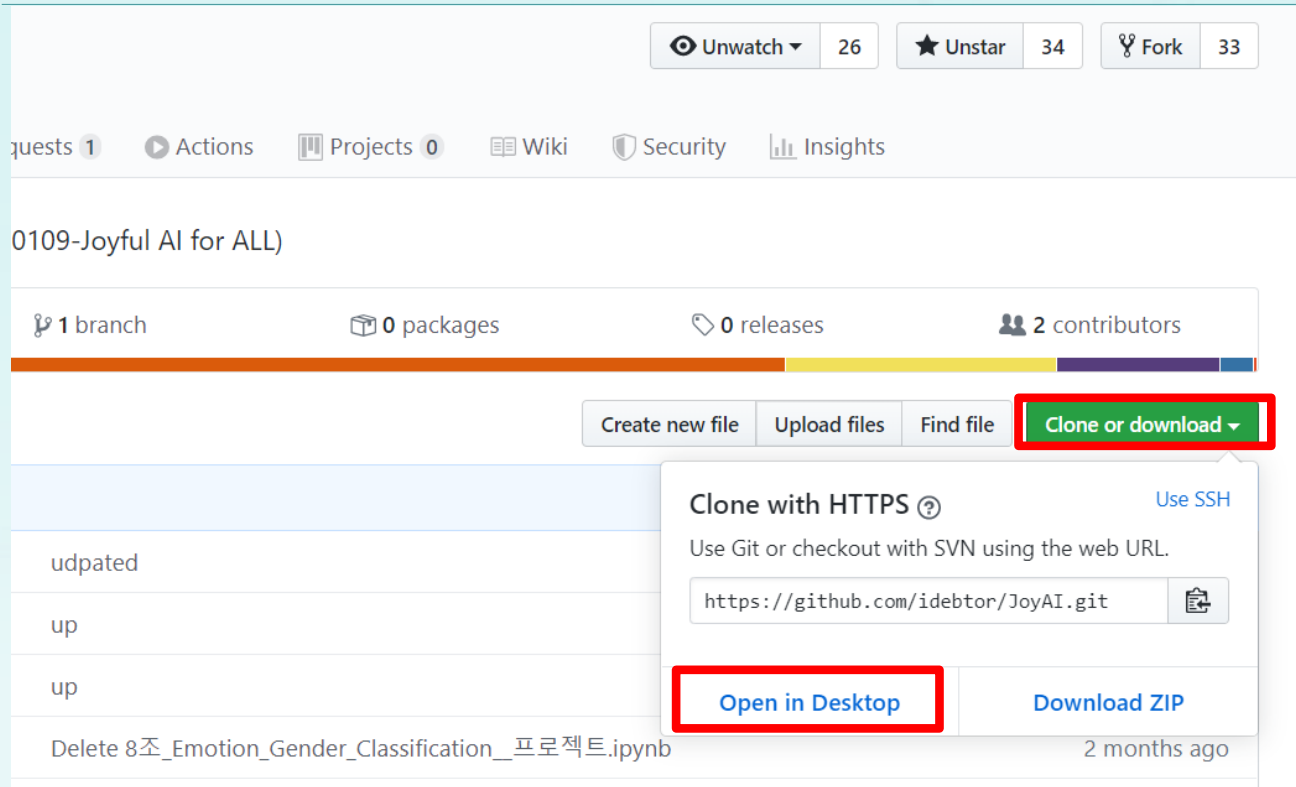 Unwatch 26 Unstar 34 Fork 33
quests 1 Actions Projects 0 Wiki Security Insights
0109-Joyful AI for ALL)
1 branch 0 packages 0 releases 2 contributors
Create new file Upload files Find file Clone or download
Clone with HTTPS ? Use SSH
Use Git or checkout with SVN using the web URL.
https://github.com/idebtor/JoyAI.git
Open in Desktop Download ZIP
udpated
up
up
Delete 8조_Emotion_Gender_Classification__프로젝트.ipynb 2 months ago